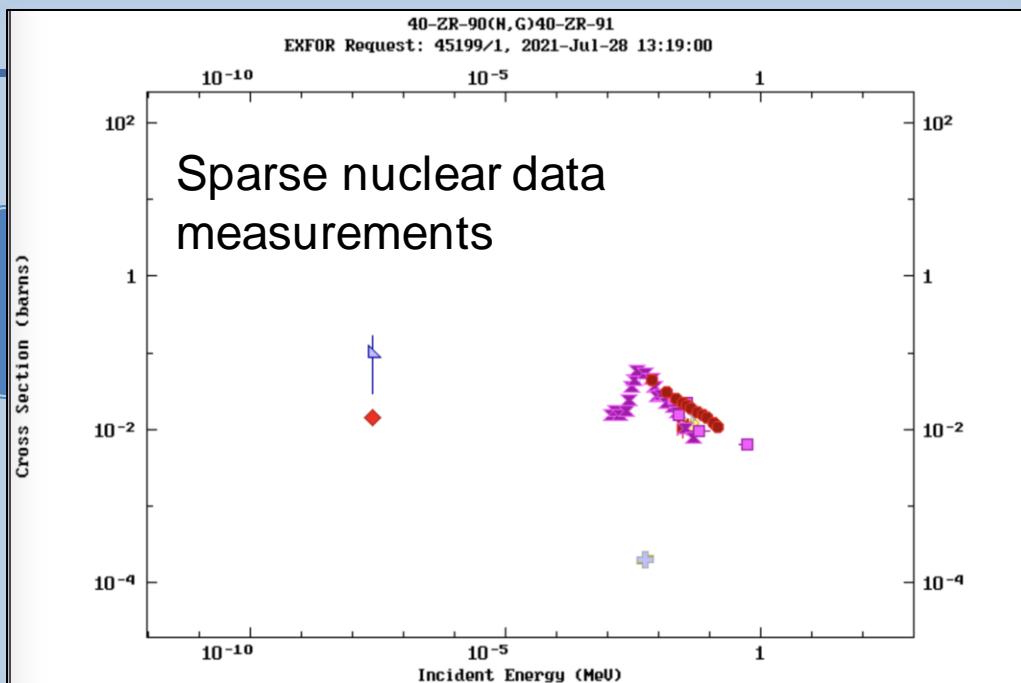 40-ZR-90(N,G)40-ZR-91
EXFOR Request: 45199/1, 2021-Jul-28 13:19:00
10⁻¹⁰ 10⁻⁵ 1
10² 10²
Sparse nuclear data
measurements
1 1
Cross Section (barns)
10⁻² 10⁻²
10⁻⁴ 10⁻⁴
10⁻¹⁰ 10⁻⁵ 1
Incident Energy (MeV)